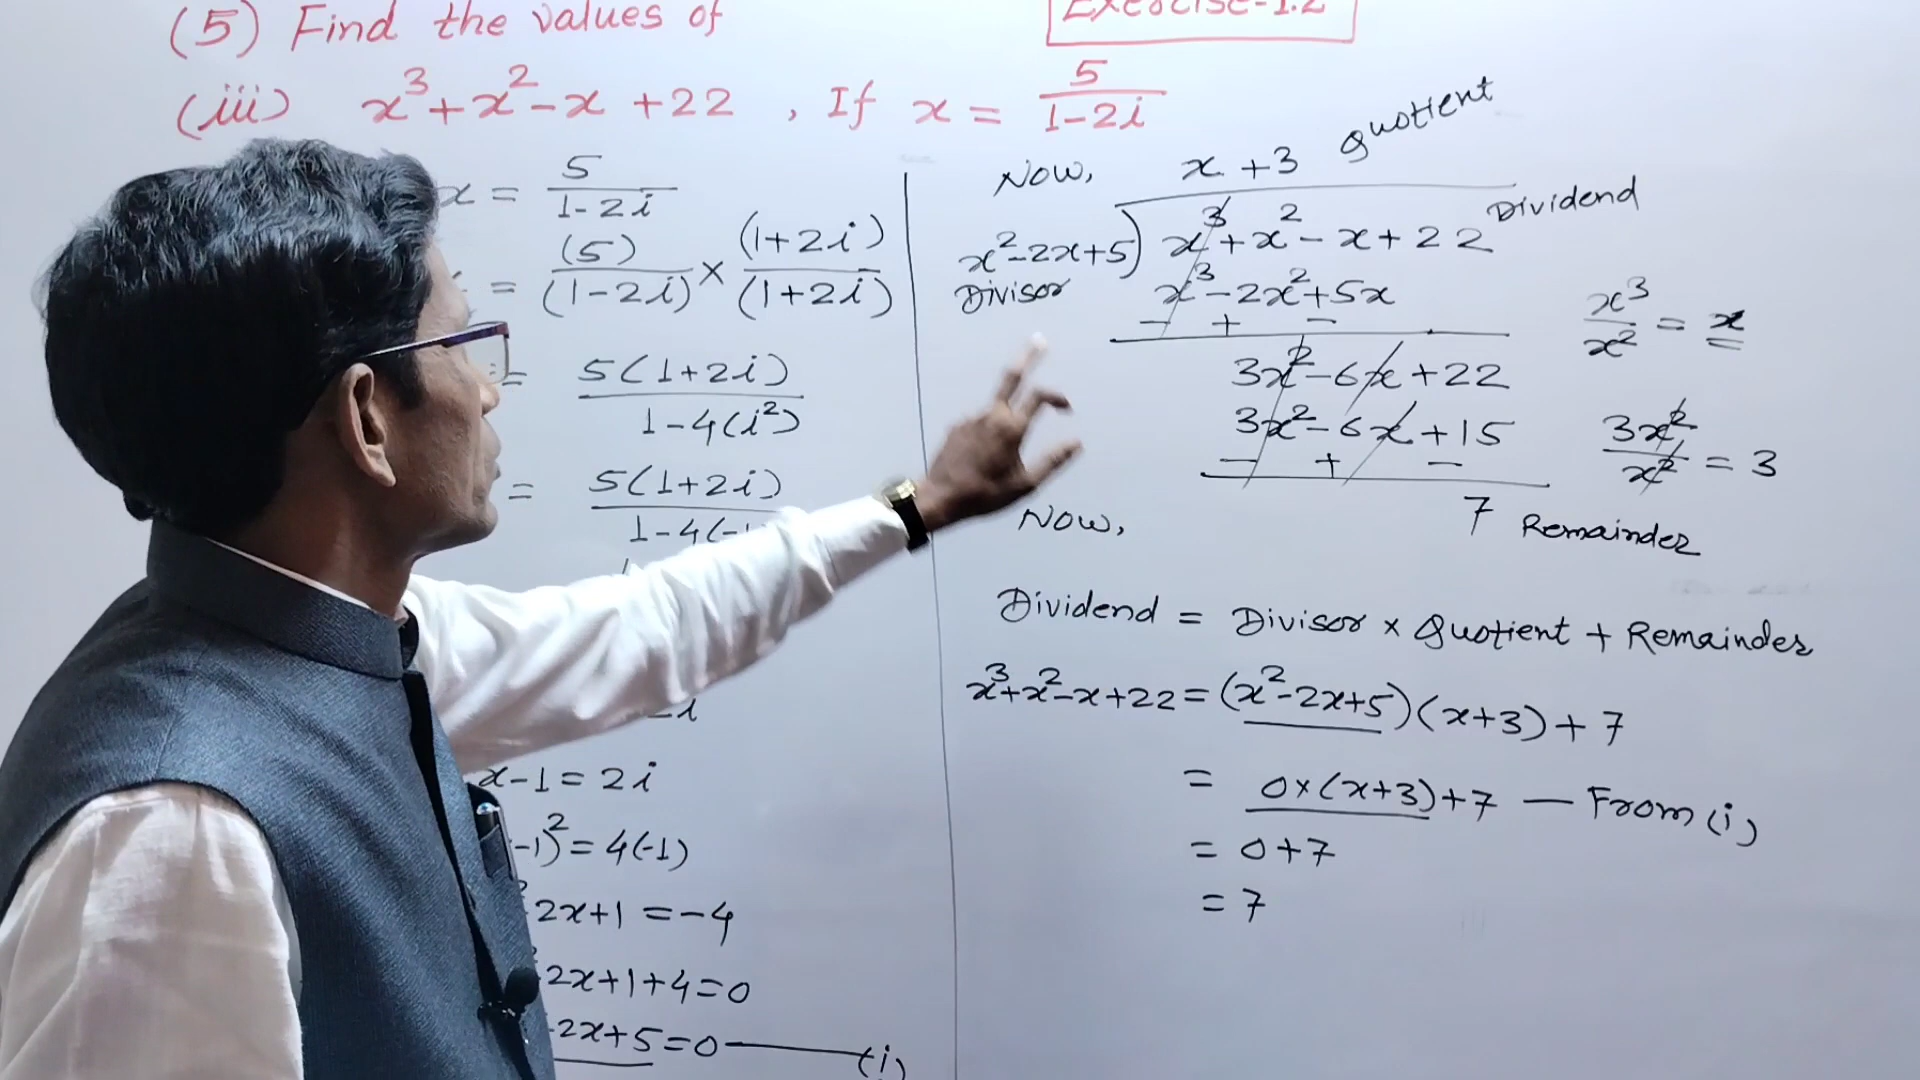 (5) Find the values of
Exercise-1.2
(iii) x³+x²-x+22 , If x = 5/(1-2i)
x = 5/(1-2i)
= (5)/(1-2i) × (1+2i)/(1+2i)
= 5(1+2i)/(1-4(i²)
= 5(1+2i)/(1-4(-1
x-1=2i
-1)²=4(-1)
2x+1=-4
2x+1+4=0
-2x+5=0 — (i)
Now,
x+3 Quotient
x²-2x+5) x³+x²-x+22 Dividend
Divisor x³-2x²+5x
- + -
x³/x² = x
3x²-6x+22
3x²-6x+15
- + -
3x²/x² = 3
7 Remainder
Now,
Dividend = Divisor × Quotient + Remainder
x³+x²-x+22=(x²-2x+5)(x+3)+7
= 0×(x+3)+7 — From (i)
= 0+7
= 7